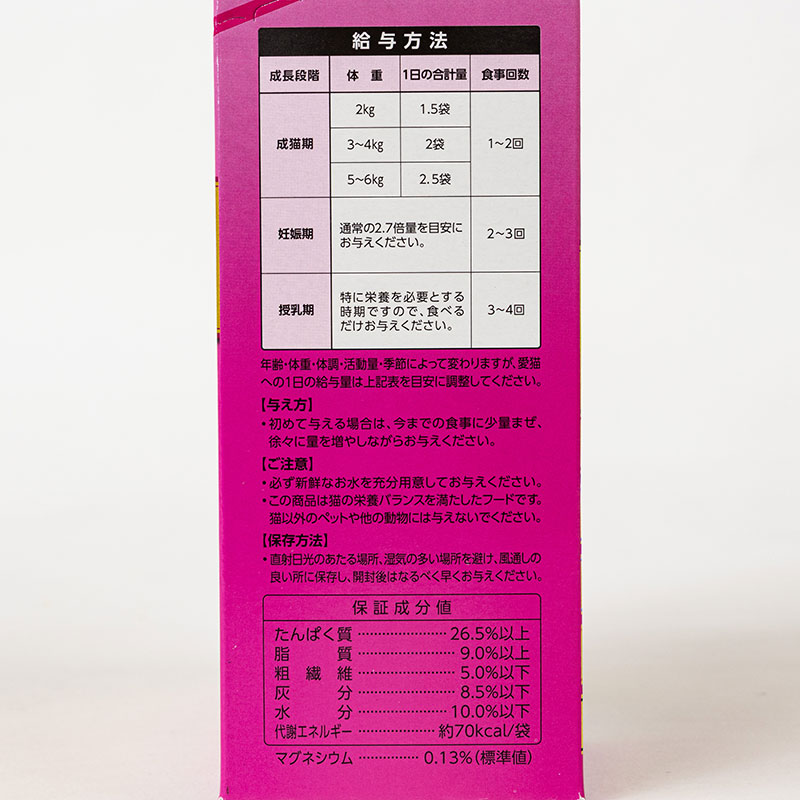 給与方法
成長段階 体重 1日の合計量 食事回数
成猫期 2kg 1.5袋 1〜2回
3〜4kg 2袋
5〜6kg 2.5袋
妊娠期 通常の2.7倍量を目安に 2〜3回
お与えください。
授乳期 特に栄養を必要とする 3〜4回
時期ですので、食べる
だけお与えください。
年齢・体重・体調・活動量・季節によって変わりますが、愛猫
への1日の給与量は上記表を目安に調整してください。
【与え方】
・初めて与える場合は、今までの食事に少量まぜ、
徐々に量を増やしながらお与えください。
【ご注意】
・必ず新鮮なお水を充分用意してお与えください。
・この商品は猫の栄養バランスを満たしたフードです。
猫以外のペットや他の動物には与えないでください。
【保存方法】
・直射日光のあたる場所、湿気の多い場所を避け、風通しの
良い所に保存し、開封後はなるべく早くお与えください。
保証成分値
たんぱく質 ‥‥‥‥‥‥ 26.5%以上
脂質 ‥‥‥‥‥‥ 9.0%以上
粗繊維 ‥‥‥‥‥‥ 5.0%以下
灰分 ‥‥‥‥‥‥ 8.5%以下
水分 ‥‥‥‥‥‥ 10.0%以下
代謝エネルギー ‥‥‥‥‥ 約70kcal/袋
マグネシウム ‥‥‥‥ 0.13%(標準値)